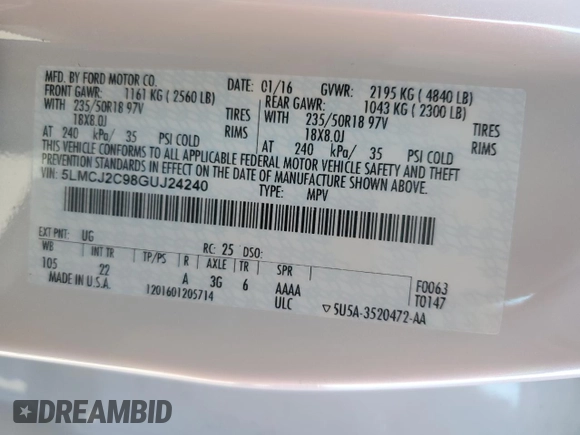 MFD. BY FORD MOTOR CO.
DATE: 01/16 GVWR: 2195 KG ( 4840 LB)
FRONT GAWR: 1161 KG ( 2560 LB) REAR GAWR: 1043 KG ( 2300 LB)
WITH 235/50R18 97V TIRES WITH 235/50R18 97V TIRES
18X8.0J RIMS 18X8.0J RIMS
AT 240 kPa/ 35 PSI COLD AT 240 kPa/ 35 PSI COLD
THIS VEHICLE CONFORMS TO ALL APPLICABLE FEDERAL MOTOR VEHICLE SAFETY AND THEFT
PREVENTION STANDARDS IN EFFECT ON THE DATE OF MANUFACTURE SHOWN ABOVE.
VIN: 5LMCJ2C98GUJ24240 TYPE: MPV
EXT PNT: UG RC: 25 DSO:
WB INT TR TP/PS R AXLE TR SPR F0063
105 22 A 3G 6 AAAA T0147
MADE IN U.S.A. 1201601205714 ULC ▽5U5A-3520472-AA
DREAMBID